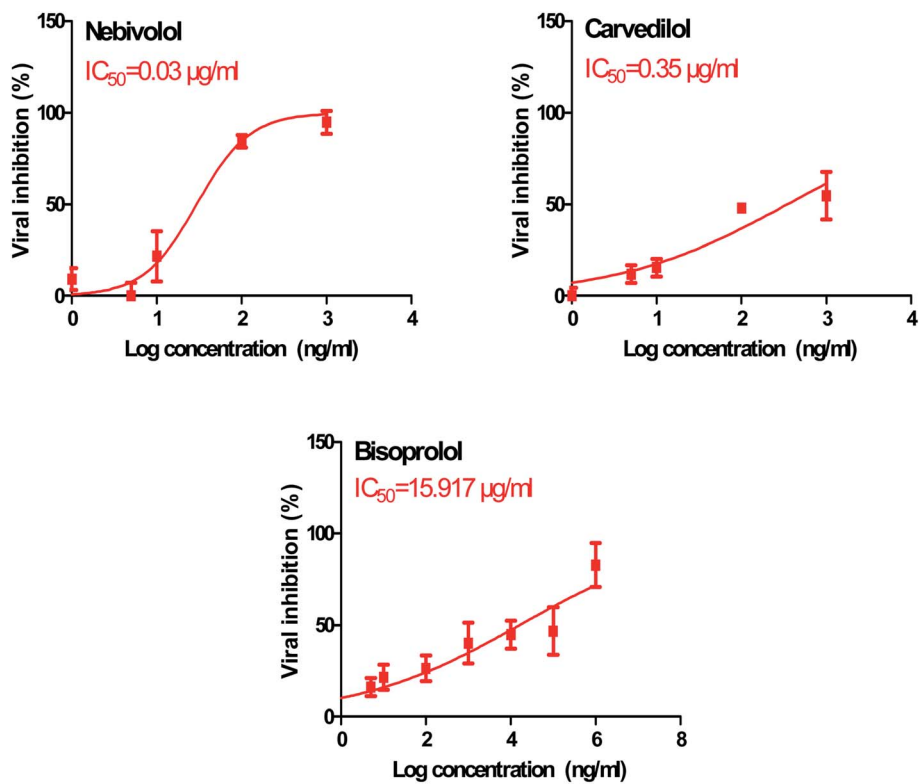 Nebivolol
IC50=0.03 µg/ml
Viral inhibition (%)
150
100
50
0
0 1 2 3 4
Log concentration (ng/ml)
Carvedilol
IC50=0.35 µg/ml
Viral inhibition (%)
150
100
50
0
0 1 2 3 4
Log concentration (ng/ml)
Bisoprolol
IC50=15.917 µg/ml
Viral inhibition (%)
150
100
50
0
0 2 4 6 8
Log concentration (ng/ml)